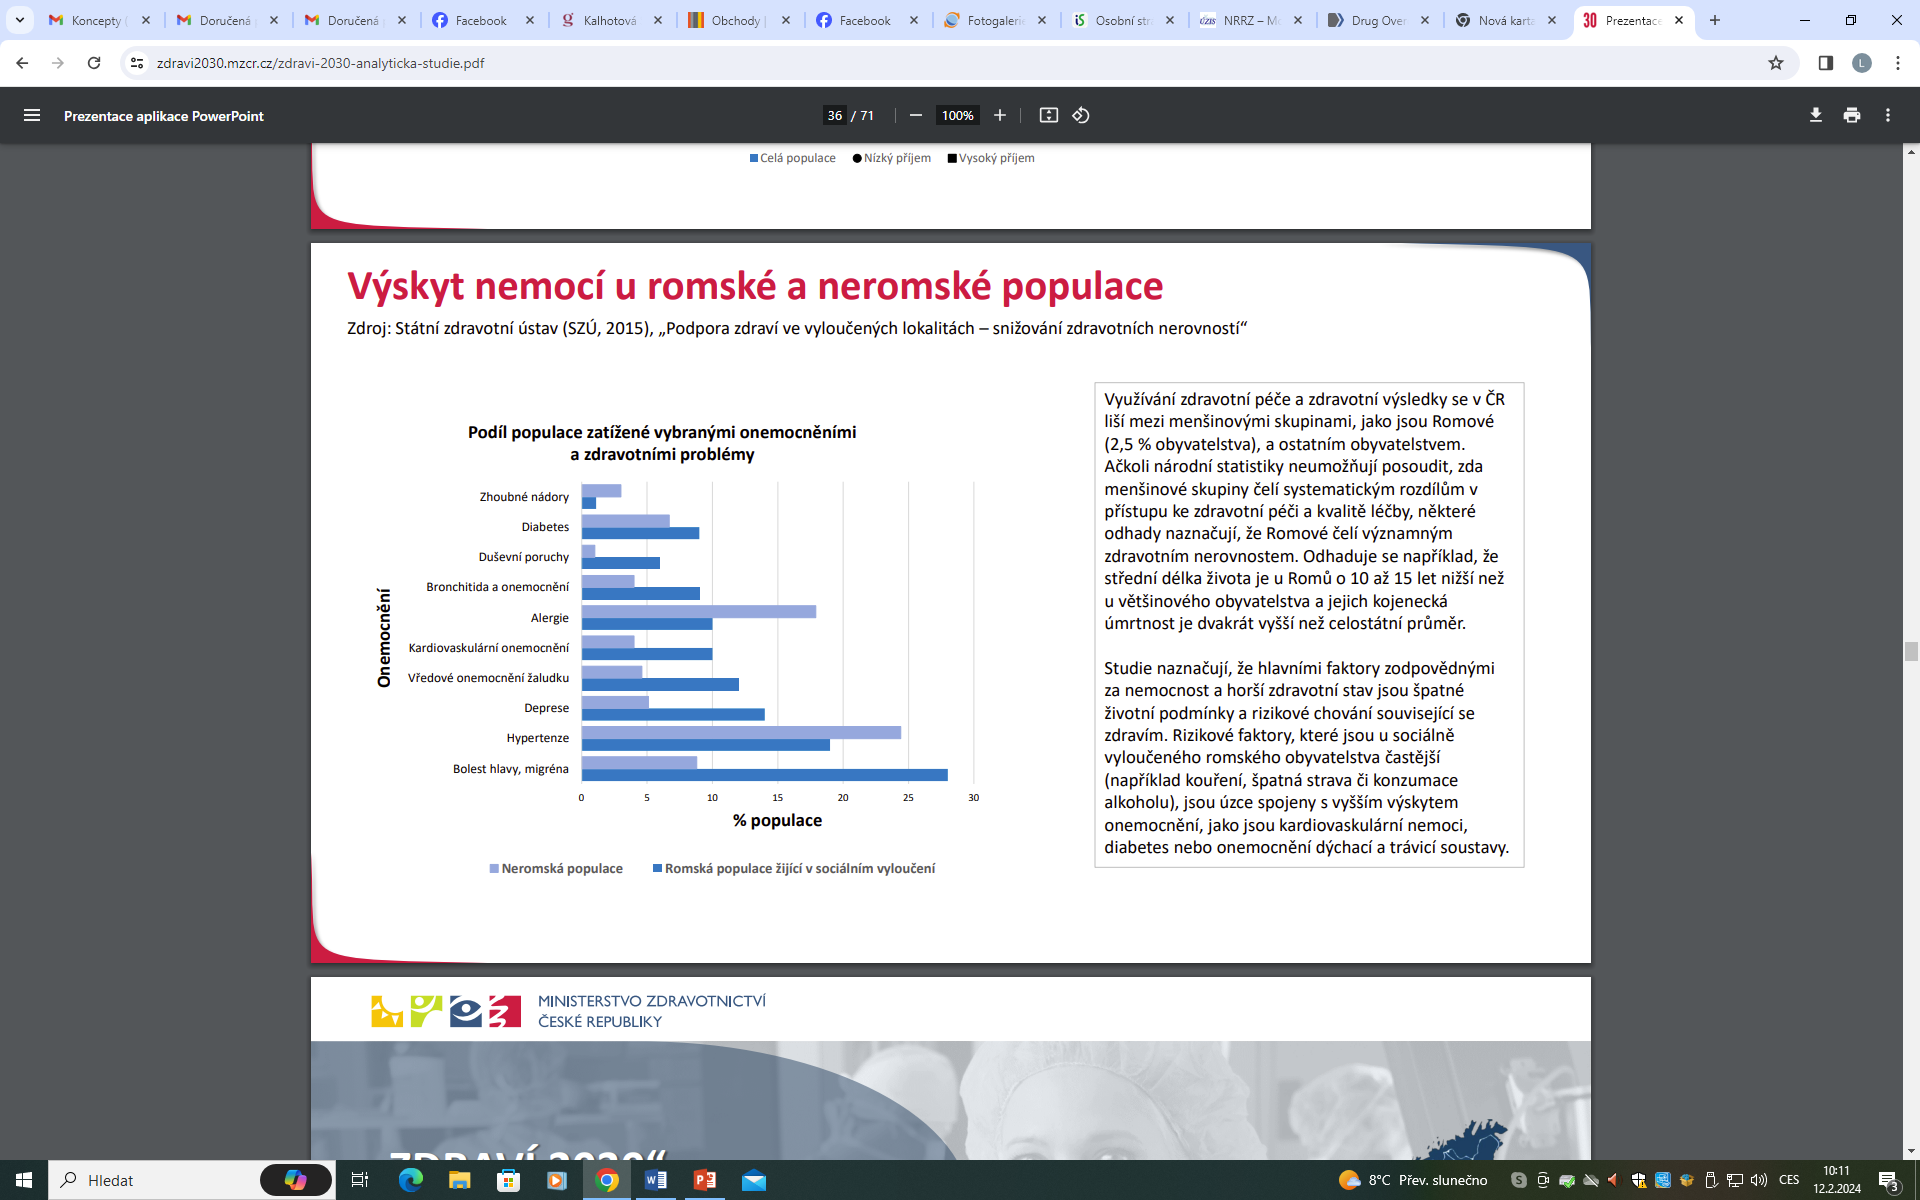 Koncepty (
Doručená
Doručená
Facebook
Kalhotová
Obchody
Facebook
Fotogalerie
Osobní str
NRRZ – M
Drug Over
Nová karta
Prezentace
zdravi2030.mzcr.cz/zdravi-2030-analyticka-studie.pdf
L
Prezentace aplikace PowerPoint
36 / 71
100%
Celá populace Nízký příjem Vysoký příjem
Výskyt nemocí u romské a neromské populace
Zdroj: Státní zdravotní ústav (SZÚ, 2015), „Podpora zdraví ve vyloučených lokalitách – snižování zdravotních nerovností“
Podíl populace zatížené vybranými onemocněními
a zdravotními problémy
Onemocnění
Zhoubné nádory
Diabetes
Duševní poruchy
Bronchitida a onemocnění
Alergie
Kardiovaskulární onemocnění
Vředové onemocnění žaludku
Deprese
Hypertenze
Bolest hlavy, migréna
0 5 10 15 20 25 30
% populace
Neromská populace Romská populace žijící v sociálním vyloučení
Využívání zdravotní péče a zdravotní výsledky se v ČR
liší mezi menšinovými skupinami, jako jsou Romové
(2,5 % obyvatelstva), a ostatním obyvatelstvem.
Ačkoli národní statistiky neumožňují posoudit, zda
menšinové skupiny čelí systematickým rozdílům v
přístupu ke zdravotní péči a kvalitě léčby, některé
odhady naznačují, že Romové čelí významným
zdravotním nerovnostem. Odhaduje se například, že
střední délka života je u Romů o 10 až 15 let nižší než
u většinového obyvatelstva a jejich kojenecká
úmrtnost je dvakrát vyšší než celostátní průměr.
Studie naznačují, že hlavními faktory zodpovědnými
za nemocnost a horší zdravotní stav jsou špatné
životní podmínky a rizikové chování související se
zdravím. Rizikové faktory, které jsou u sociálně
vyloučeného romského obyvatelstva častější
(například kouření, špatná strava či konzumace
alkoholu), jsou úzce spojeny s vyšším výskytem
onemocnění, jako jsou kardiovaskulární nemoci,
diabetes nebo onemocnění dýchací a trávicí soustavy.
MINISTERSTVO ZDRAVOTNICTVÍ
ČESKÉ REPUBLIKY
ZDRAVÍ 2030“
Hledat
8°C Přev. slunečno
CES
10:11
12.2.2024
3